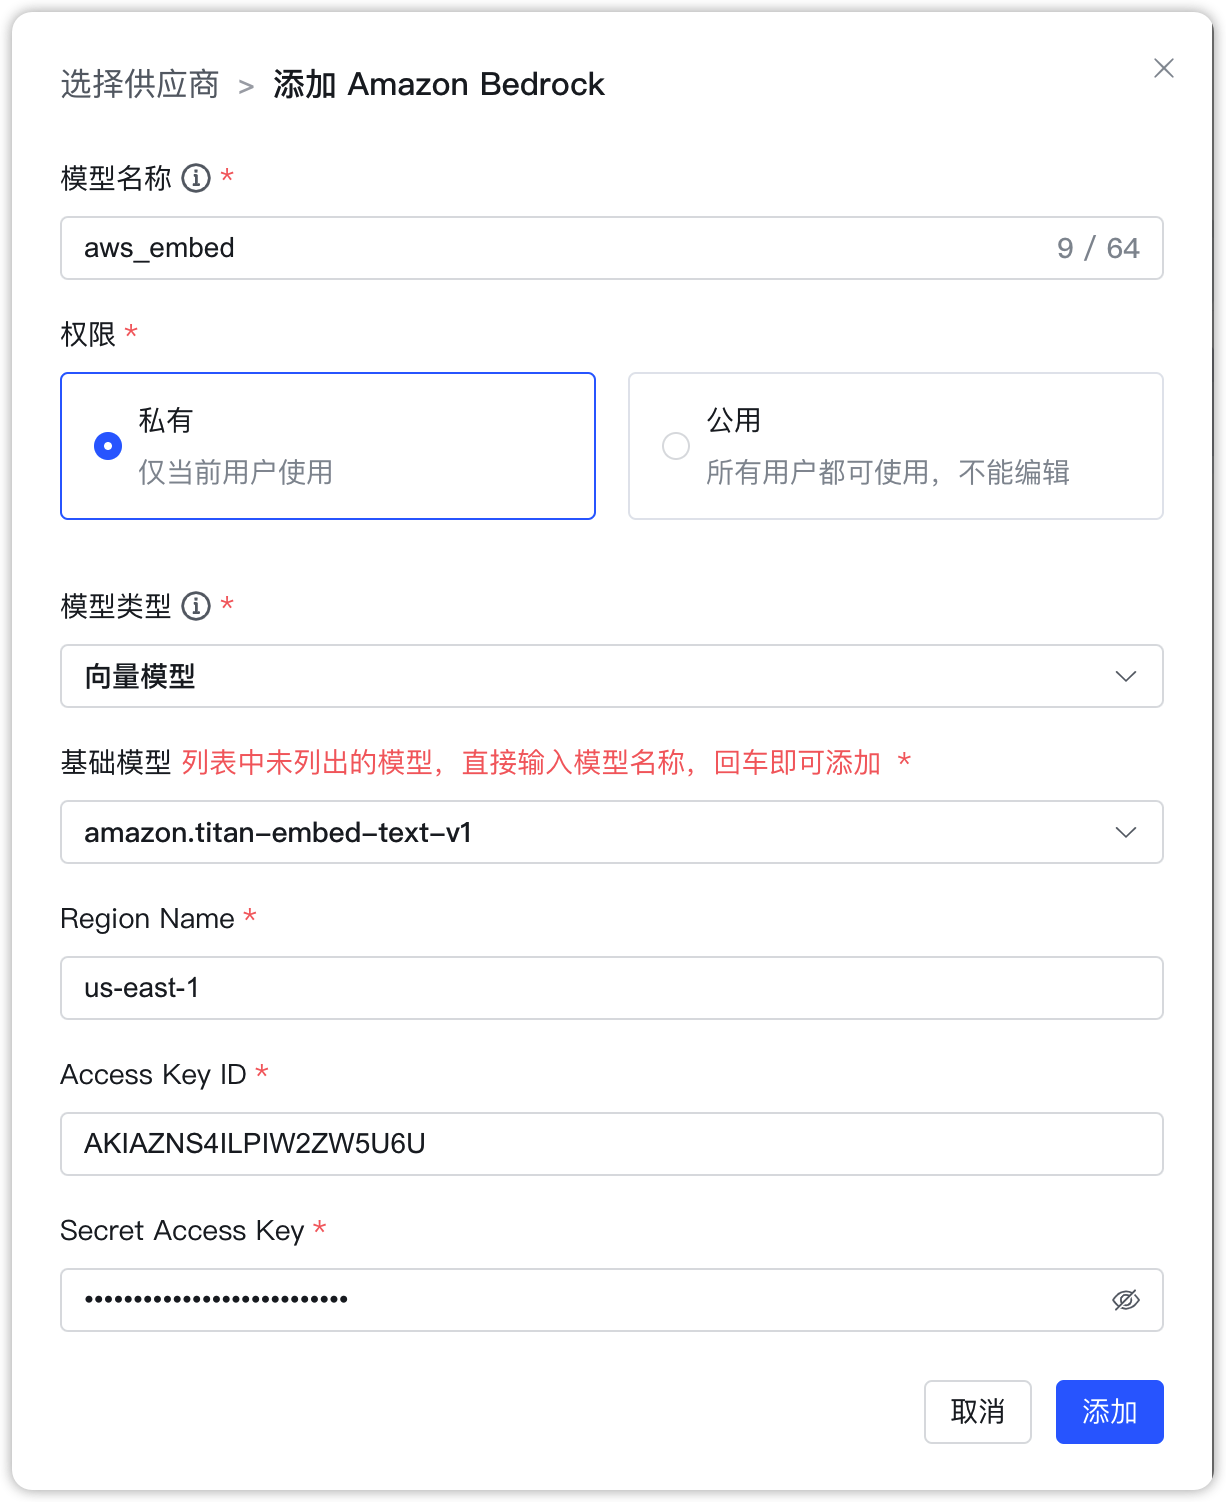 选择供应商 > 添加 Amazon Bedrock
模型名称 *
aws_embed 9 / 64
权限 *
私有
仅当前用户使用
公用
所有用户都可使用，不能编辑
模型类型 *
向量模型
基础模型 列表中未列出的模型，直接输入模型名称，回车即可添加 *
amazon.titan-embed-text-v1
Region Name *
us-east-1
Access Key ID *
AKIAZNS4ILPIW2ZW5U6U
Secret Access Key *
•••••••••••••••••••••••••••
取消 添加